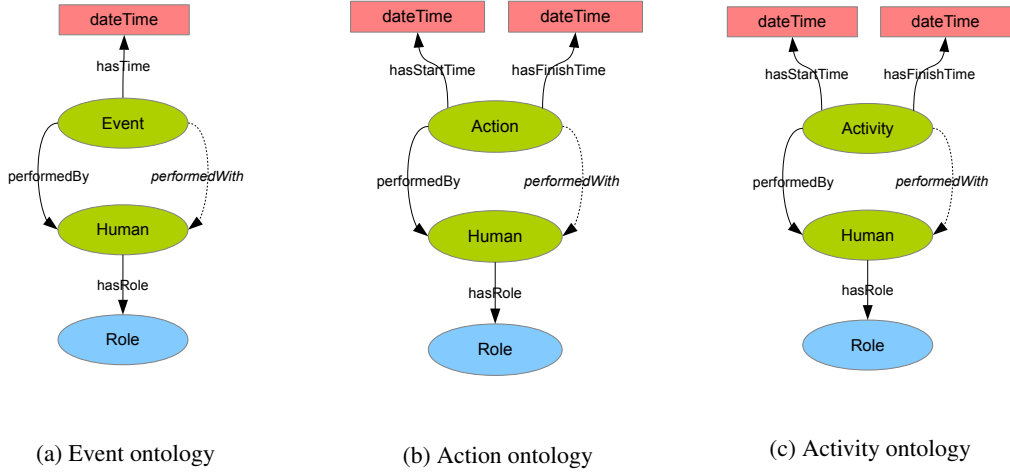 dateTime
hasTime
Event
performedBy
performedWith
Human
hasRole
Role
(a) Event ontology
dateTime
dateTime
hasStartTime
hasFinishTime
Action
performedBy
performedWith
Human
hasRole
Role
(b) Action ontology
dateTime
dateTime
hasStartTime
hasFinishTime
Activity
performedBy
performedWith
Human
hasRole
Role
(c) Activity ontology